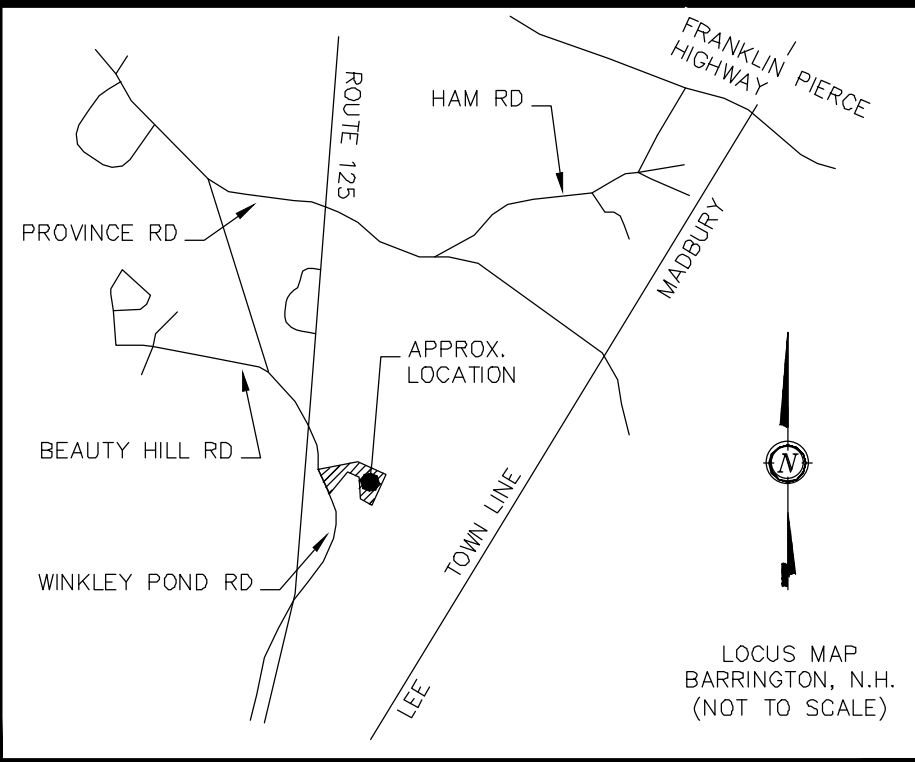 FRANKLIN PIERCE
HIGHWAY
ROUTE 125
HAM RD
PROVINCE RD
MADBURY
APPROX.
LOCATION
BEAUTY HILL RD
N
TOWN LINE
WINKLEY POND RD
LEE
LOCUS MAP
BARRINGTON, N.H.
(NOT TO SCALE)